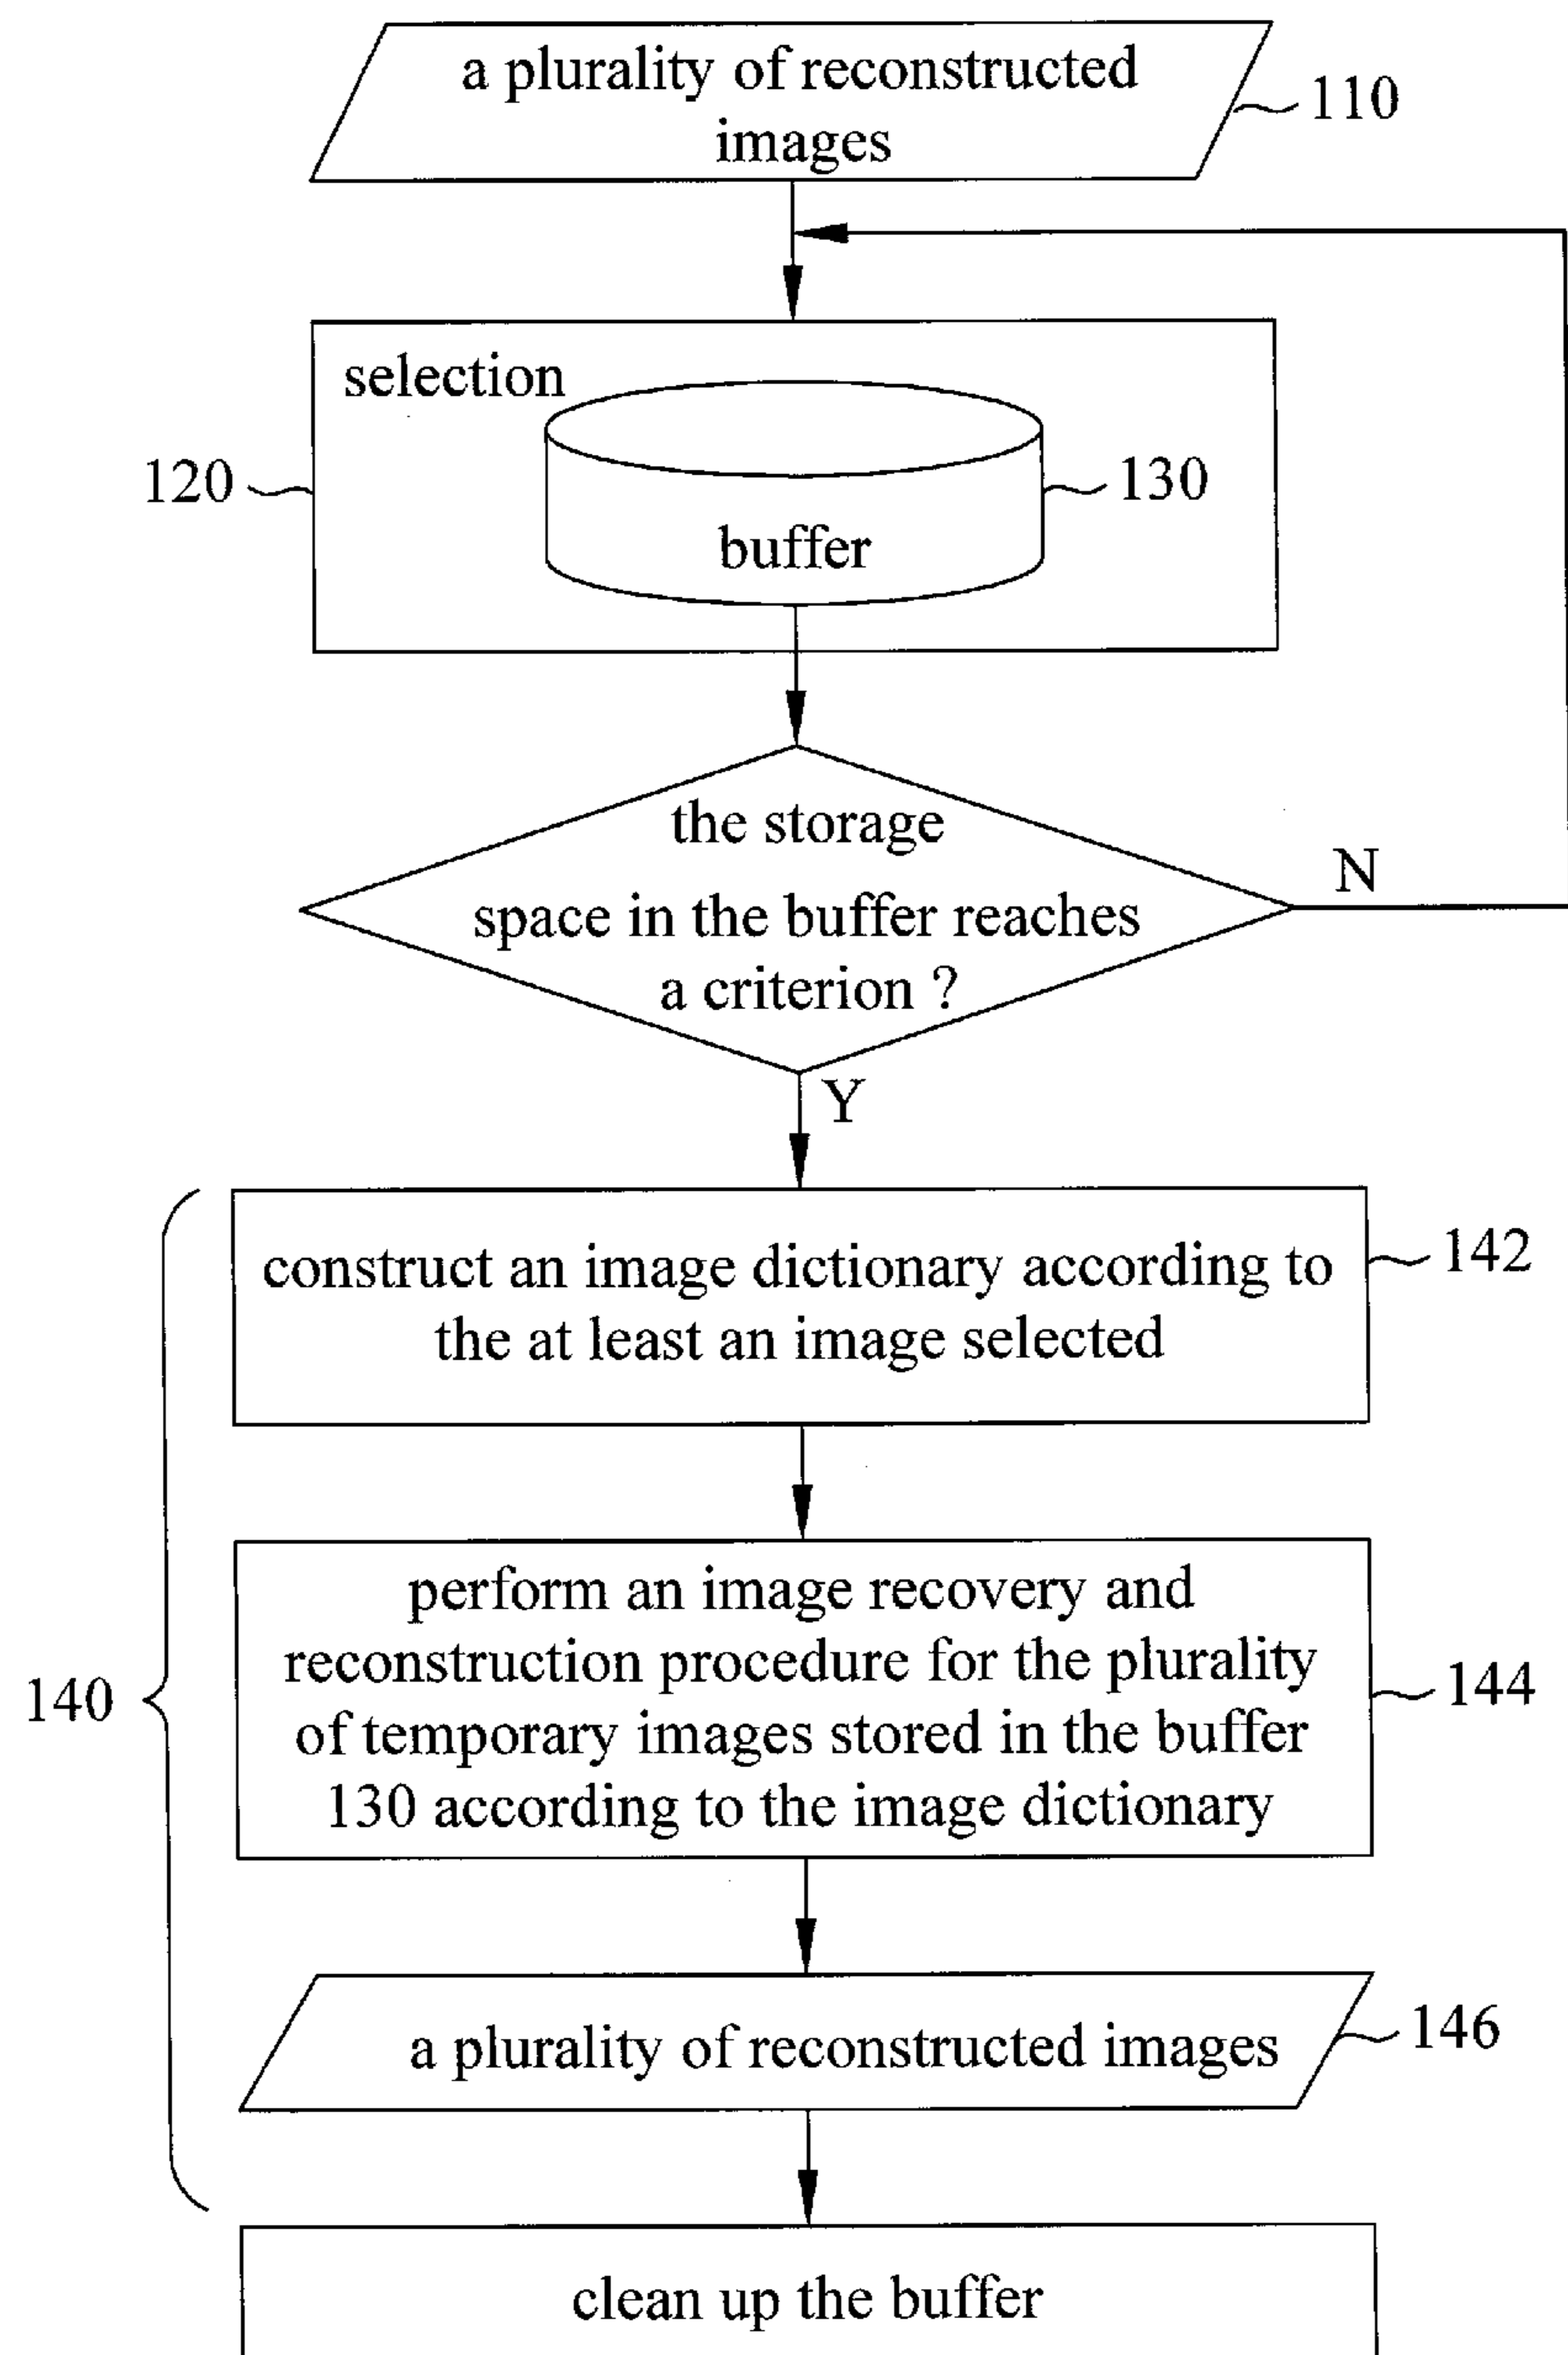 a plurality of reconstructed
images
110
selection
120
130
buffer
the storage
space in the buffer reaches
a criterion ?
N
Y
construct an image dictionary according to
the at least an image selected
142
perform an image recovery and
reconstruction procedure for the plurality
of temporary images stored in the buffer
130 according to the image dictionary
144
140
a plurality of reconstructed images
146
clean up the buffer